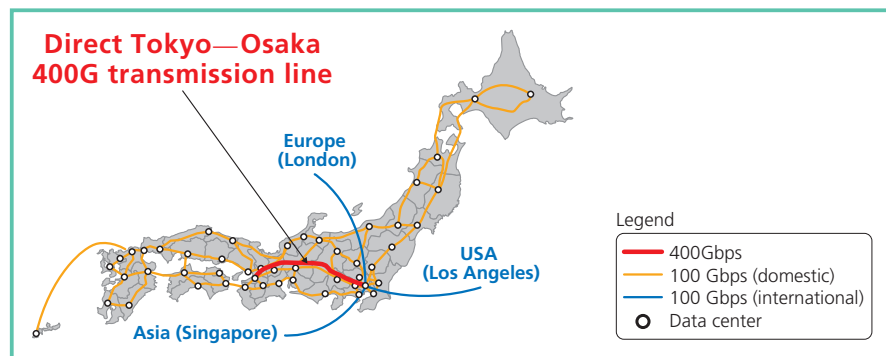 Direct Tokyo—Osaka
400G transmission line
Europe
(London)
USA
(Los Angeles)
Asia (Singapore)
Legend
400Gbps
100 Gbps (domestic)
100 Gbps (international)
Data center